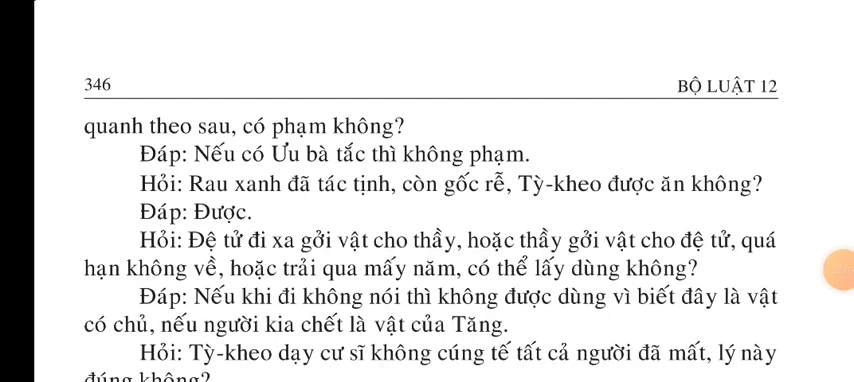 346
BỘ LUẬT 12
quanh theo sau, có phạm không?
Đáp: Nếu có Ưu bà tắc thì không phạm.
Hỏi: Rau xanh đã tác tịnh, còn gốc rễ, Tỳ-kheo được ăn không?
Đáp: Được.
Hỏi: Đệ tử đi xa gởi vật cho thầy, hoặc thầy gởi vật cho đệ tử, quá
hạn không về, hoặc trải qua mấy năm, có thể lấy dùng không?
Đáp: Nếu khi đi không nói thì không được dùng vì biết đây là vật
có chủ, nếu người kia chết là vật của Tăng.
Hỏi: Tỳ-kheo dạy cư sĩ không cúng tế tất cả người đã mất, lý này
đúng không?